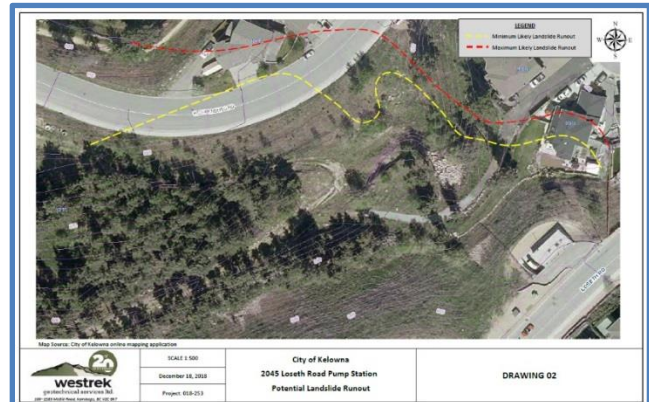 LEGEND
Minimum Likely Landslide Runout
Maximum Likely Landslide Runout
N
W E
S
LOSETH RD
Map Source: City of Kelowna online mapping application
westrek
geotechnical services ltd.
SCALE 1:500
December 18, 2018
Project: 018-253
City of Kelowna
2045 Loseth Road Pump Station
Potential Landslide Runout
DRAWING 02